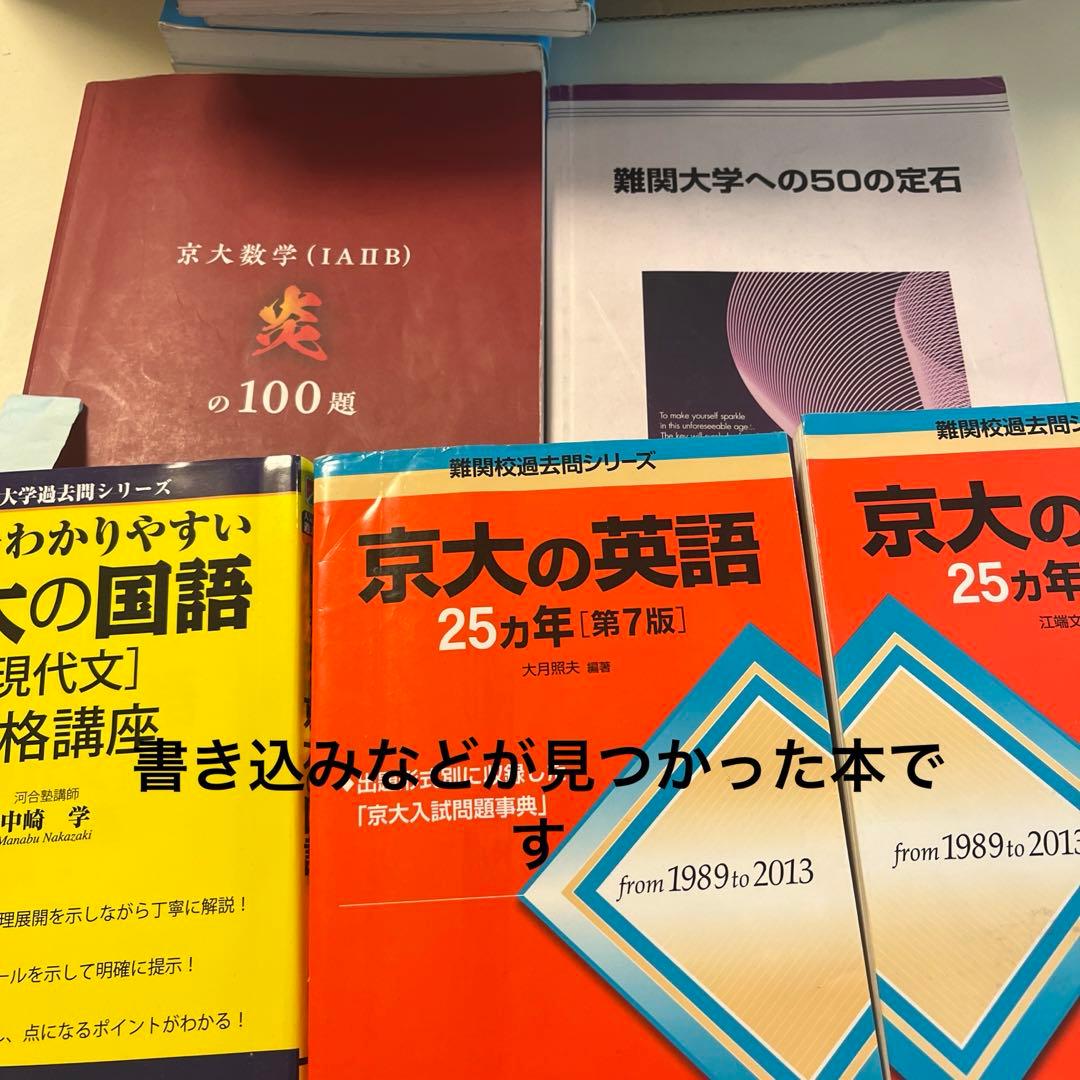 京大数学(IAⅡB)
炎
の100題
難関大学への50の定石
To make yourself sparkle
in this unforeseeable age…
大学過去問シリーズ
わかりやすい
大の国語
[現代文]
格講座
河合塾講師
中崎 学
Manabu Nakazaki
理展開を示しながら丁寧に解説！
ールを示して明確に提示！
し、点になるポイントがわかる！
難関校過去問シリーズ
京大の英語
25カ年[第7版]
大月照夫 編著
「京大入試問題事典」
from 1989 to 2013
難関校過去問シ
京大の
25カ年
江端文
from 1989 to 2013
書き込みなどが見つかった本で
す